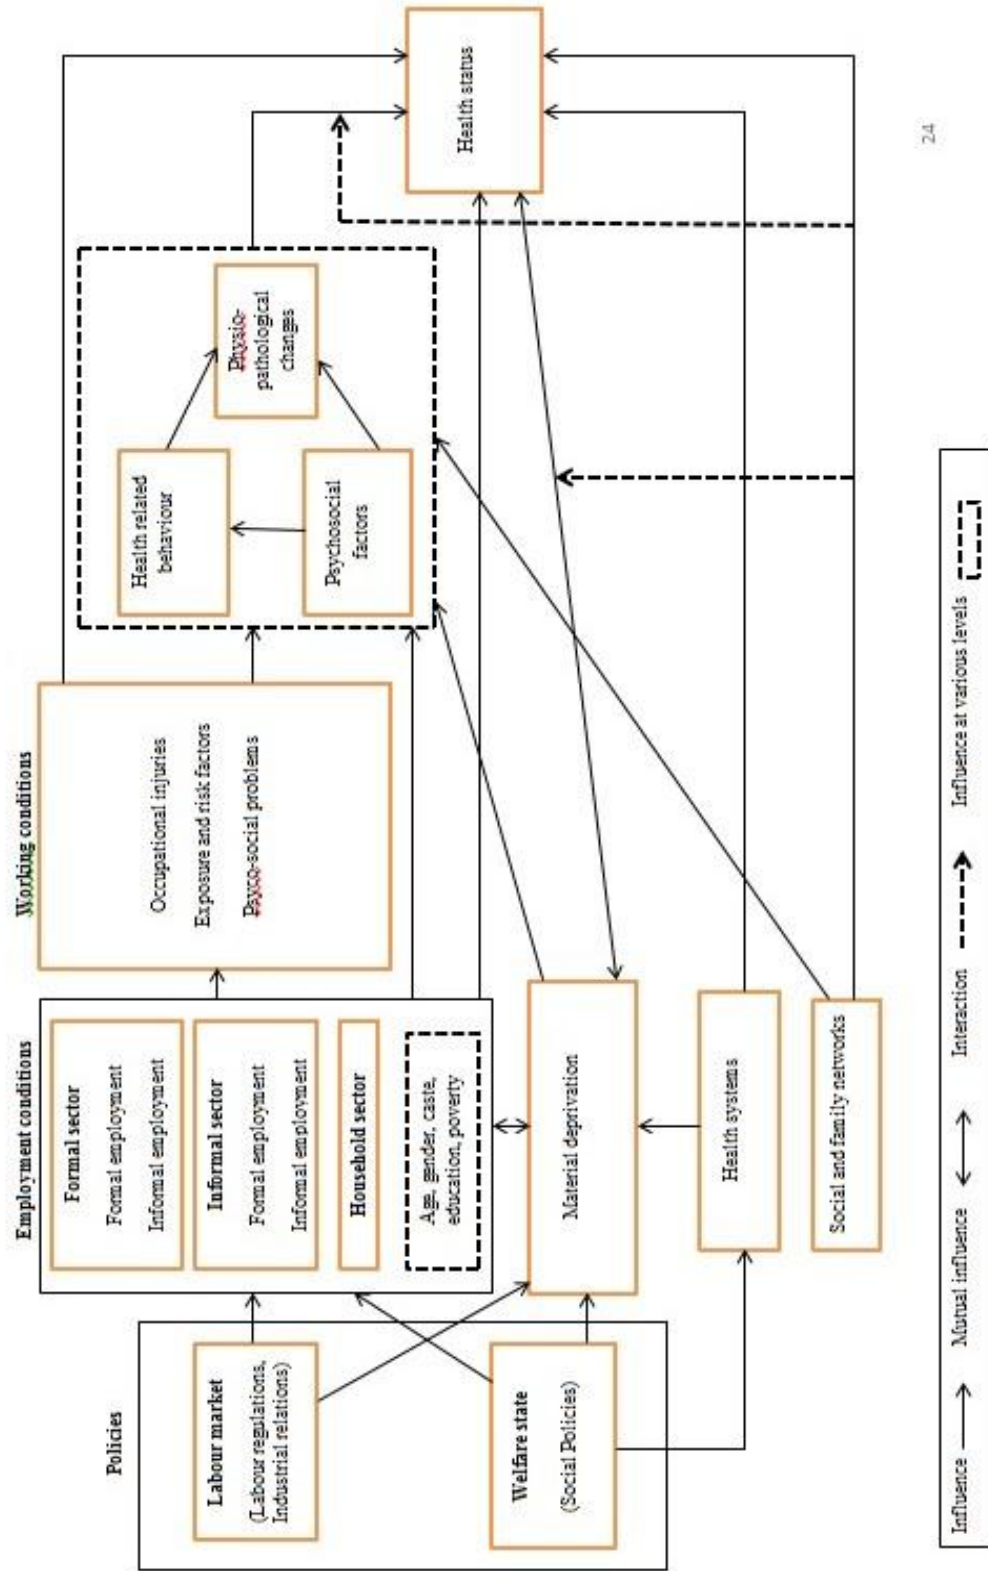 Policies
Labour market
(Labour regulations,
Industrial relations)
Welfare state
(Social Policies)
Employment conditions
Formal sector
Formal employment
Informal employment
Informal sector
Formal employment
Informal employment
Household sector
Age, gender, caste,
education, poverty
Material deprivation
Health systems
Social and family networks
Working conditions
Occupational injuries
Exposure and risk factors
Psyco-social problems
Health related
behaviour
Psychosocial
factors
Physio-
pathological
changes
Health status
Influence
Mutual influence
Interaction
Influence at various levels
24